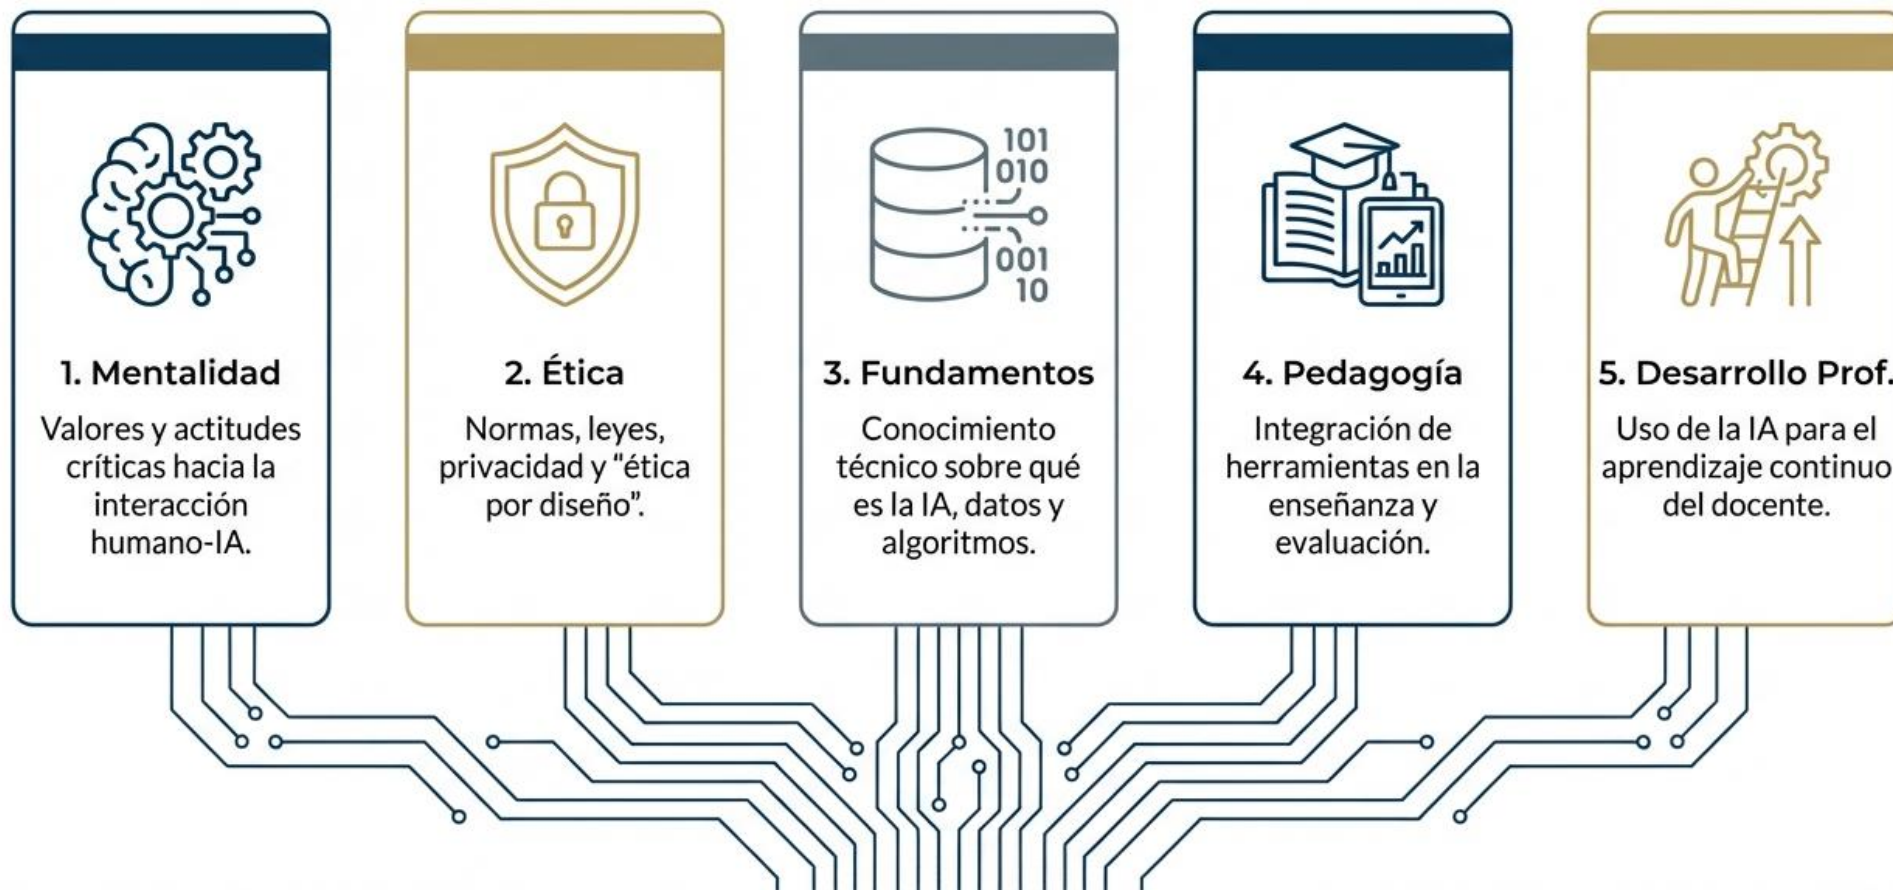 1. Mentalidad
Valores y actitudes
críticas hacia la
interacción
humano-IA.
2. Ética
Normas, leyes,
privacidad y “ética
por diseño”.
101
010
001
10
3. Fundamentos
Conocimiento
técnico sobre qué
es la IA, datos y
algoritmos.
4. Pedagogía
Integración de
herramientas en la
enseñanza y
evaluación.
5. Desarrollo Prof.
Uso de la IA para el
aprendizaje continuo
del docente.